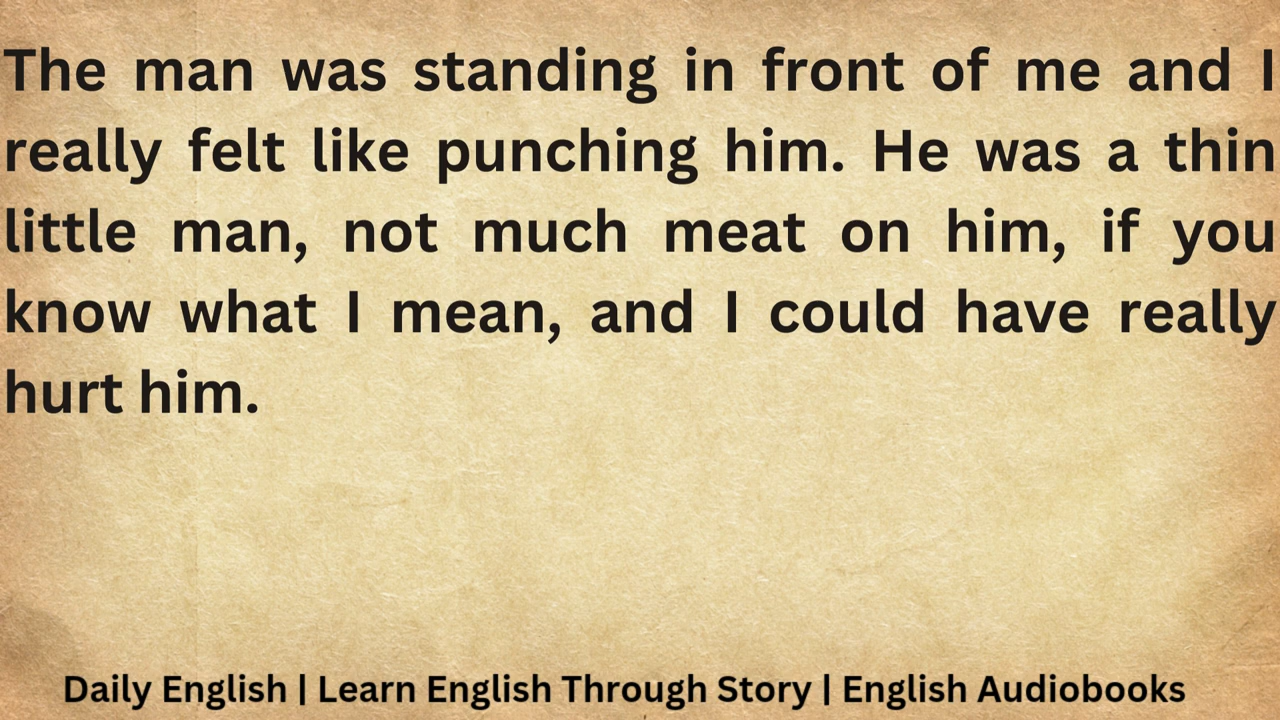 The man was standing in front of me and I
really felt like punching him. He was a thin
little man, not much meat on him, if you
know what I mean, and I could have really
hurt him.
Daily English | Learn English Through Story | English Audiobooks